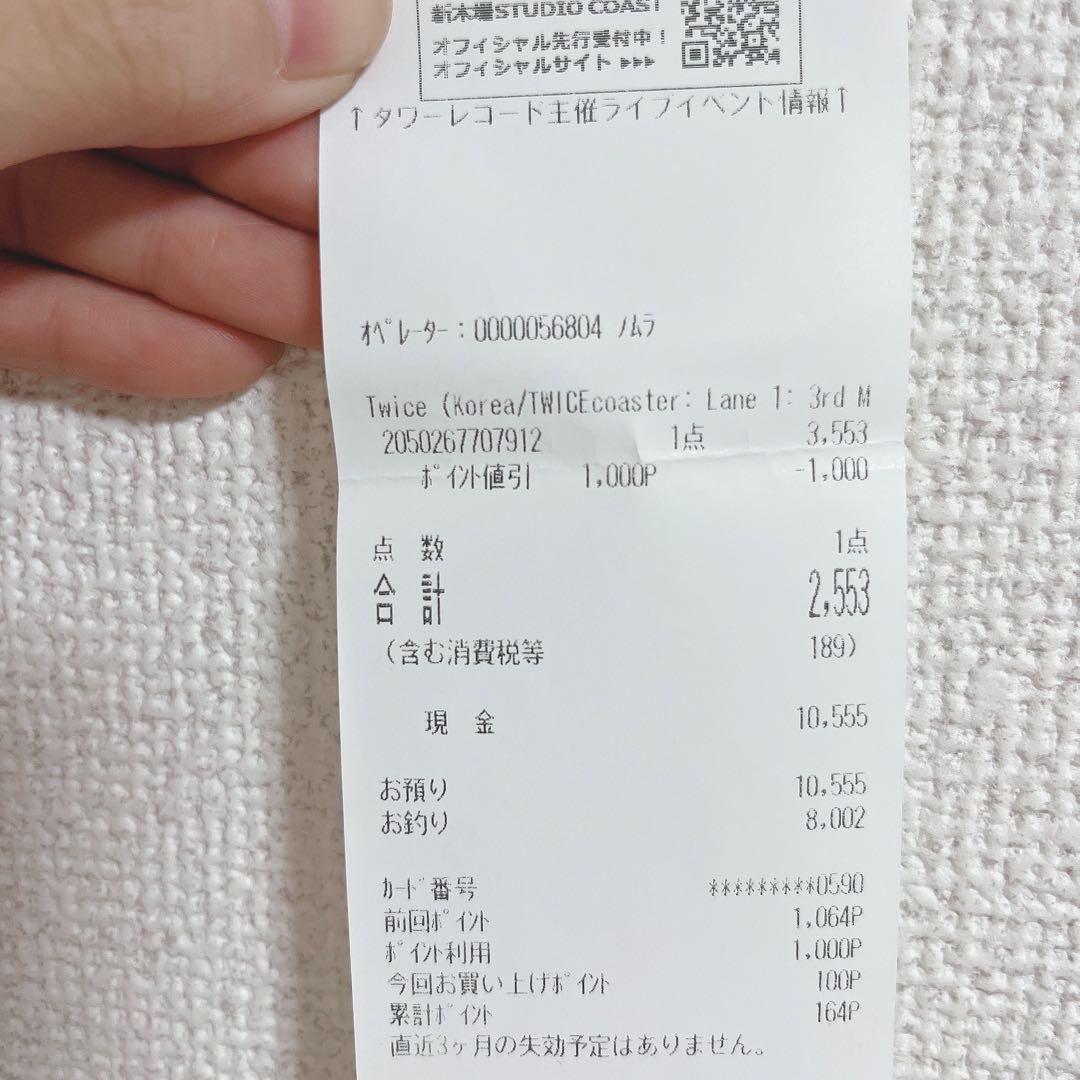 新木場STUDIO COAST
オフィシャル先行受付中！
オフィシャルサイト ▶▶▶
↑タワーレコード主催ライブイベント情報↑
ｵﾍﾟﾚｰﾀｰ：0000056804 ﾉﾑﾗ
Twice (Korea/TWICEcoaster: Lane 1: 3rd M
2050267707912 1点 3,553
ﾎﾟｲﾝﾄ値引 1,000P -1,000
点 数 1点
合 計 2,553
（含む消費税等 189）
現 金 10,555
お預り 10,555
お釣り 8,002
ｶｰﾄﾞ番号 *********0590
前回ﾎﾟｲﾝﾄ 1,064P
ﾎﾟｲﾝﾄ利用 1,000P
今回お買い上げﾎﾟｲﾝﾄ 100P
累計ﾎﾟｲﾝﾄ 164P
直近3ヶ月の失効予定はありません。